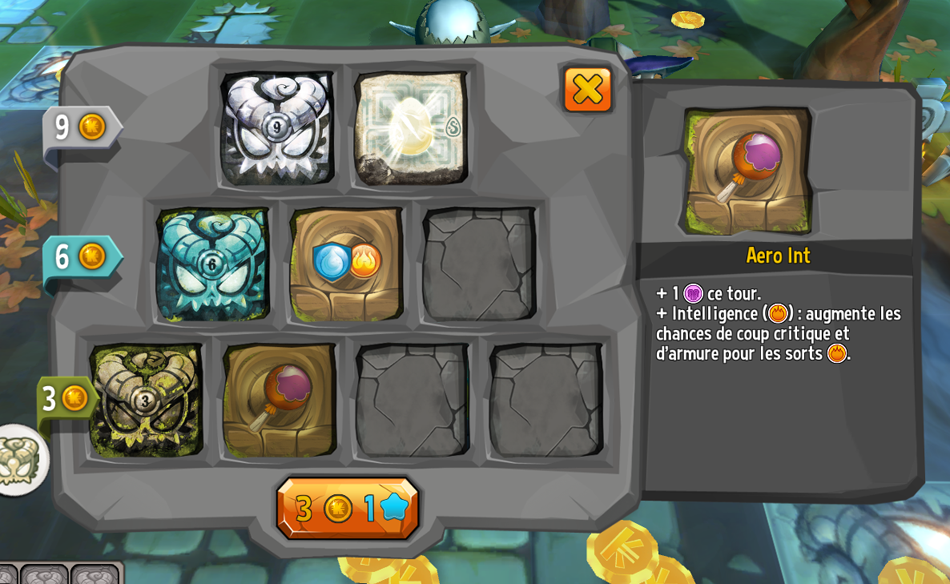 9
9
6
6
3
3
3 1
Aero Int
+ 1 ce tour.
+ Intelligence ( ) : augmente les
chances de coup critique et
d'armure pour les sorts .